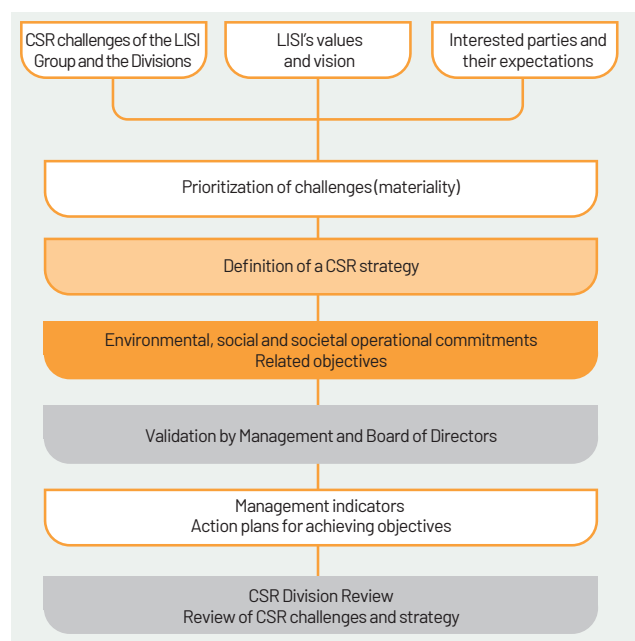 CSR challenges of the LISI
Group and the Divisions
LISI's values
and vision
Interested parties and
their expectations
Prioritization of challenges (materiality)
Definition of a CSR strategy
Environmental, social and societal operational commitments
Related objectives
Validation by Management and Board of Directors
Management indicators
Action plans for achieving objectives
CSR Division Review
Review of CSR challenges and strategy